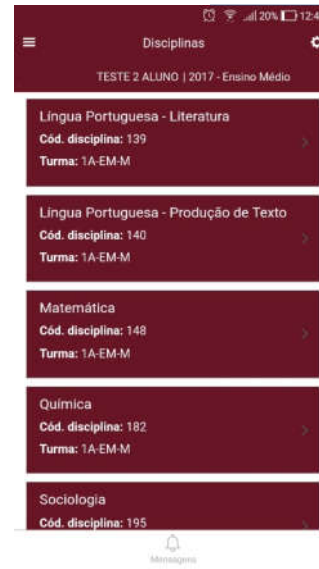 20% 12:4
Disciplinas
TESTE 2 ALUNO | 2017 - Ensino Médio
Língua Portuguesa - Literatura
Cód. disciplina: 139
Turma: 1A-EM-M
Língua Portuguesa - Produção de Texto
Cód. disciplina: 140
Turma: 1A-EM-M
Matemática
Cód. disciplina: 148
Turma: 1A-EM-M
Química
Cód. disciplina: 182
Turma: 1A-EM-M
Sociologia
Cód. disciplina: 195
Mensagens